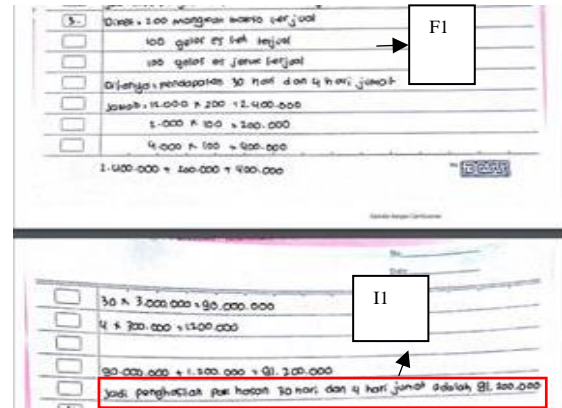 3. Diket : 200 mangkuk bakso terjual
F1
100 gelas es teh terjual
100 gelas es jeruk terjual
Ditanya : pendapatan 30 hari dan 4 hari jumat
Jawab : 12.000 x 200 = 2.400.000
2.000 x 100 = 200.000
4.000 x 100 = 400.000
2.400.000 + 200.000 + 400.000
No
Date
30 x 3.000.000 = 90.000.000
I1
4 x 300.000 = 1.200.000
90.000.000 + 1.200.000 = 91.200.000
Jadi penghasilan pak hasan 30 hari dan 4 hari jumat adalah 91.200.000